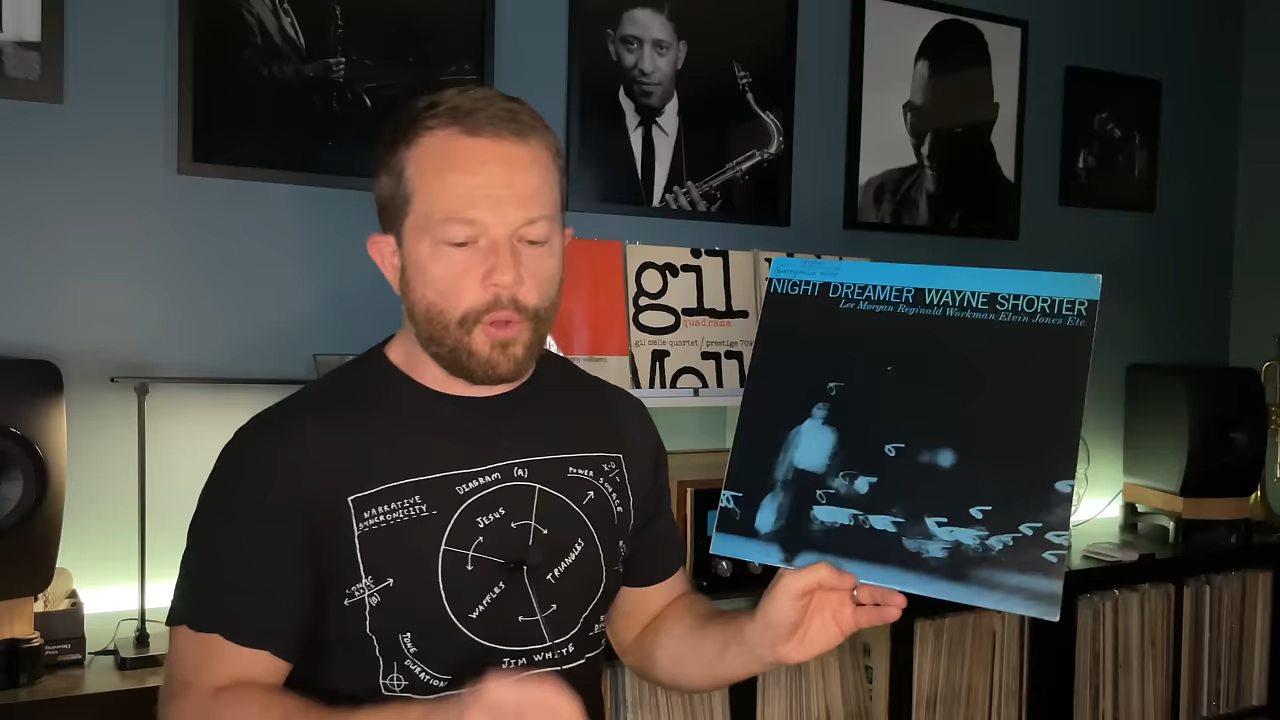 gil
quadrama
gil melle quartet / prestige 709
Mell
NIGHT DREAMER WAYNE SHORTER
Lee Morgan Reginald Workman Elvin Jones Etc
NARRATIVE
SYNCRONICITY
DIAGRAM (A)
POWER
SOURCE
X-D
JESUS
TRIANGLES
WAFFLES
(B)
TONE
DURATION
JIM WHITE